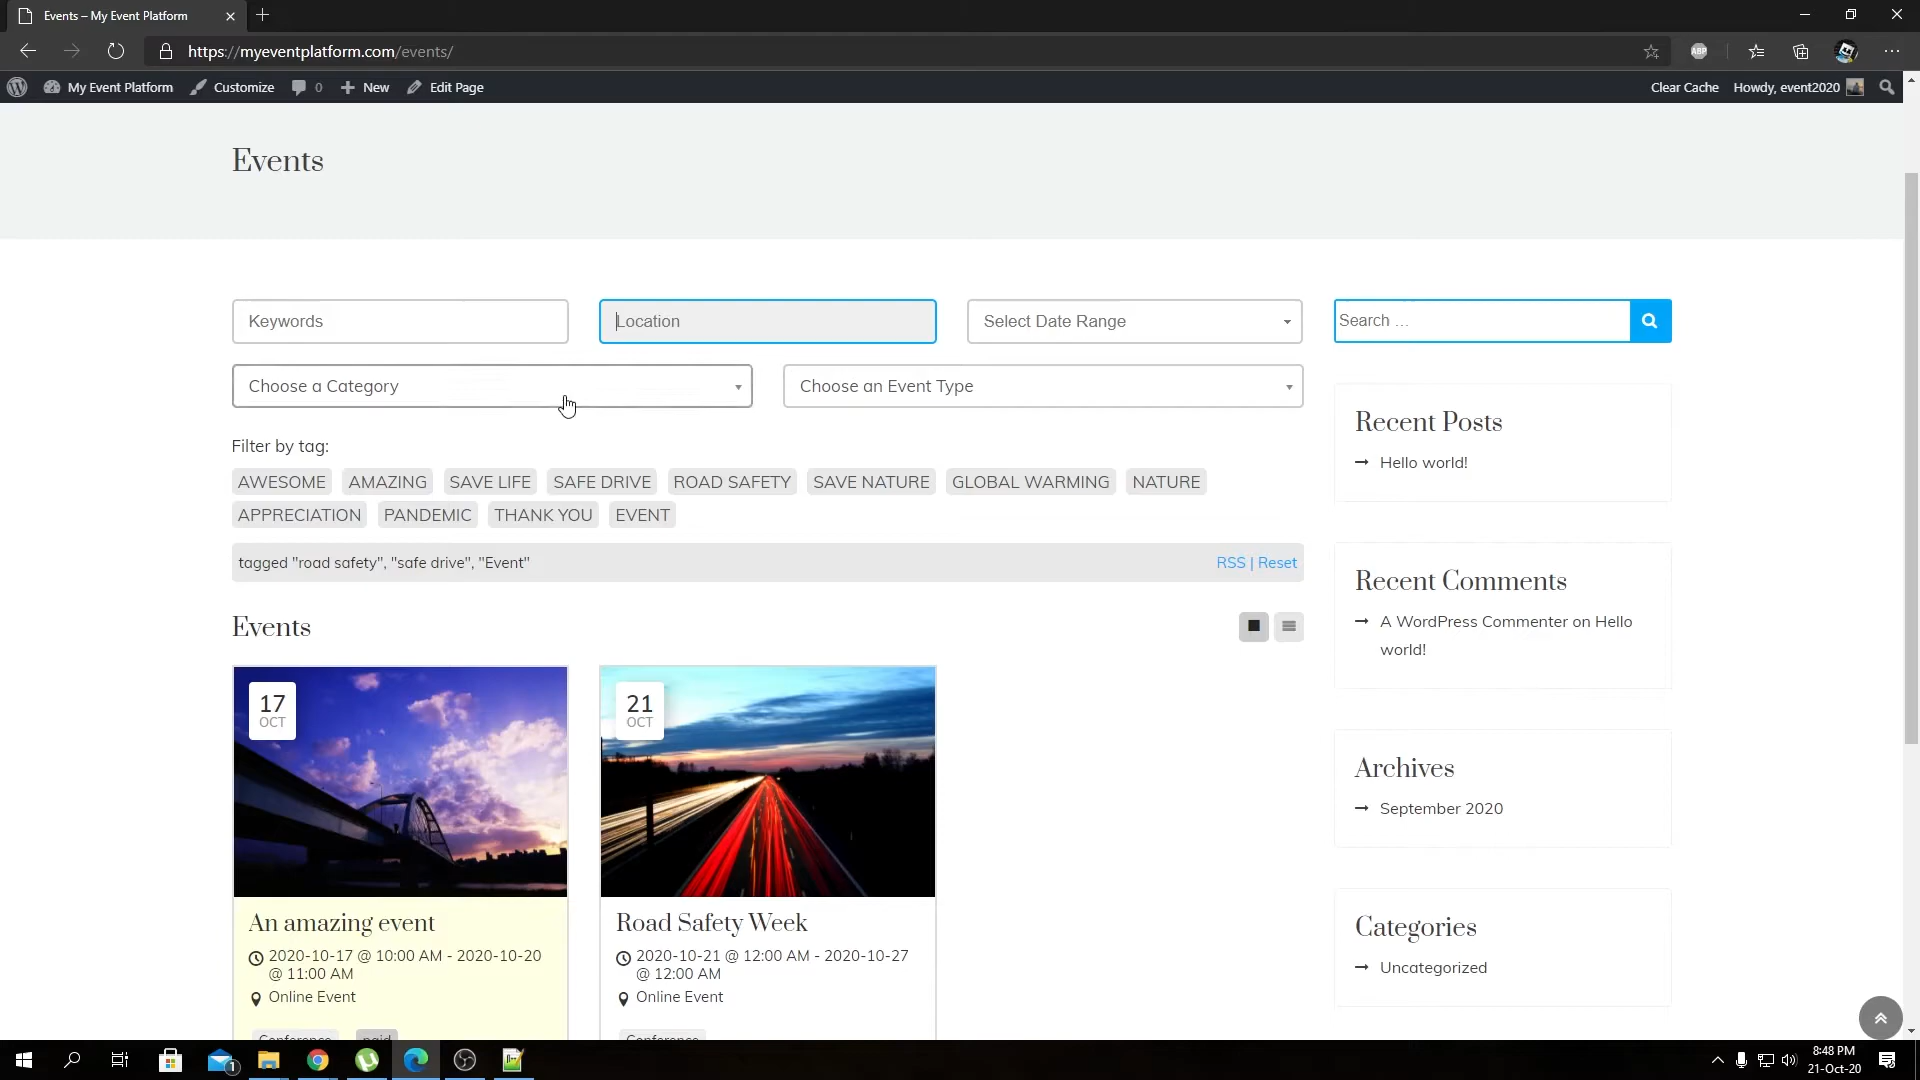 Events – My Event Platform
https://myeventplatform.com/events/
ABP
My Event Platform Customize 0 New Edit Page Clear Cache Howdy, event2020
Events
Keywords Location Select Date Range Search ...
Choose a Category Choose an Event Type
Filter by tag:
AWESOME AMAZING SAVE LIFE SAFE DRIVE ROAD SAFETY SAVE NATURE GLOBAL WARMING NATURE
APPRECIATION PANDEMIC THANK YOU EVENT
tagged "road safety", "safe drive", "Event" RSS | Reset
Events
17
OCT
An amazing event
2020-10-17 @ 10:00 AM - 2020-10-20
@ 11:00 AM
Online Event
Conference paid
21
OCT
Road Safety Week
2020-10-21 @ 12:00 AM - 2020-10-27
@ 12:00 AM
Online Event
Conference
Recent Posts
Hello world!
Recent Comments
A WordPress Commenter on Hello
world!
Archives
September 2020
Categories
Uncategorized
1
8:48 PM
21-Oct-20